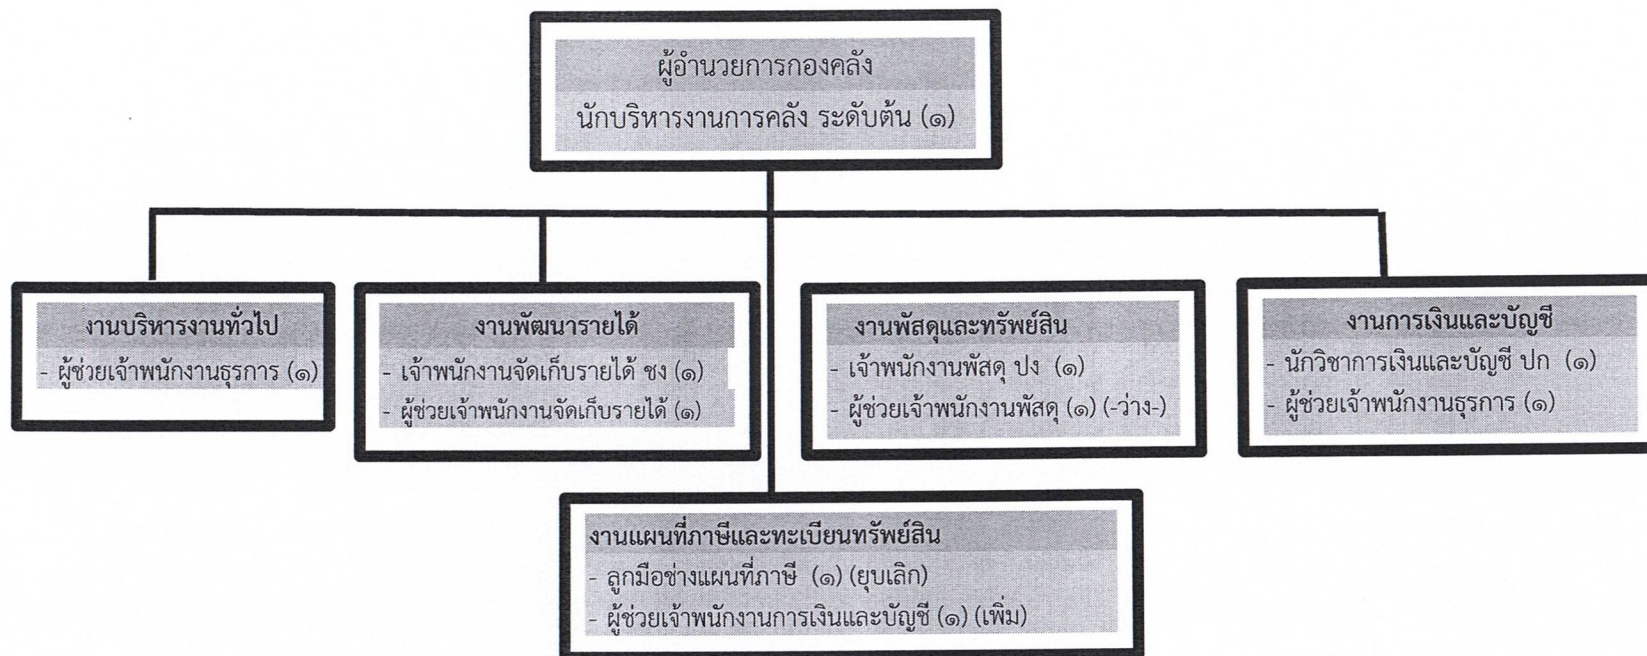 ผู้อำนวยการกองคลัง
นักบริหารงานการคลัง ระดับต้น (๑)
งานบริหารงานทั่วไป
- ผู้ช่วยเจ้าพนักงานธุรการ (๑)
งานพัฒนารายได้
- เจ้าพนักงานจัดเก็บรายได้ ชง (๑)
- ผู้ช่วยเจ้าพนักงานจัดเก็บรายได้ (๑)
งานพัสดุและทรัพย์สิน
- เจ้าพนักงานพัสดุ ปง (๑)
- ผู้ช่วยเจ้าพนักงานพัสดุ (๑) (-ว่าง-)
งานการเงินและบัญชี
- นักวิชาการเงินและบัญชี ปก (๑)
- ผู้ช่วยเจ้าพนักงานธุรการ (๑)
งานแผนที่ภาษีและทะเบียนทรัพย์สิน
- ลูกมือช่างแผนที่ภาษี (๑) (ยุบเลิก)
- ผู้ช่วยเจ้าพนักงานการเงินและบัญชี (๑) (เพิ่ม)